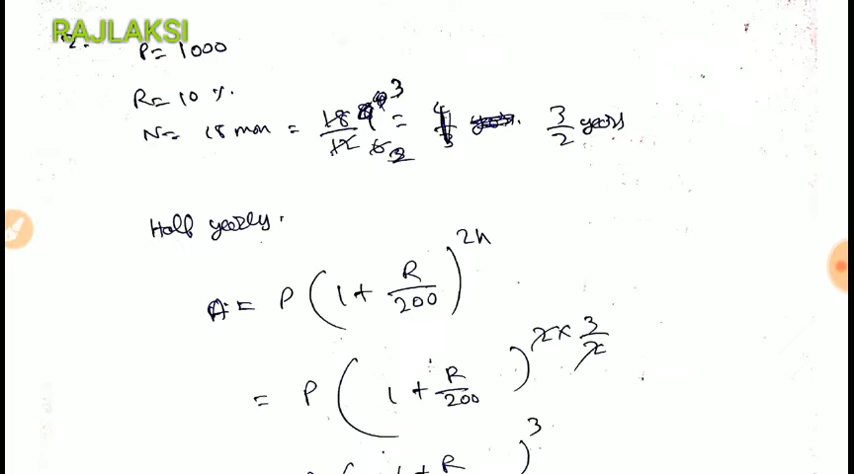 RAJLAKSI
P= 1000
R= 10 %.
N= 18 mon = 18/12 = 3/2 years
Half yearly.
A = P ( 1 + R/200 )^2n
= P ( 1 + R/200 )^2 x 3/2
( 1 + R )^3